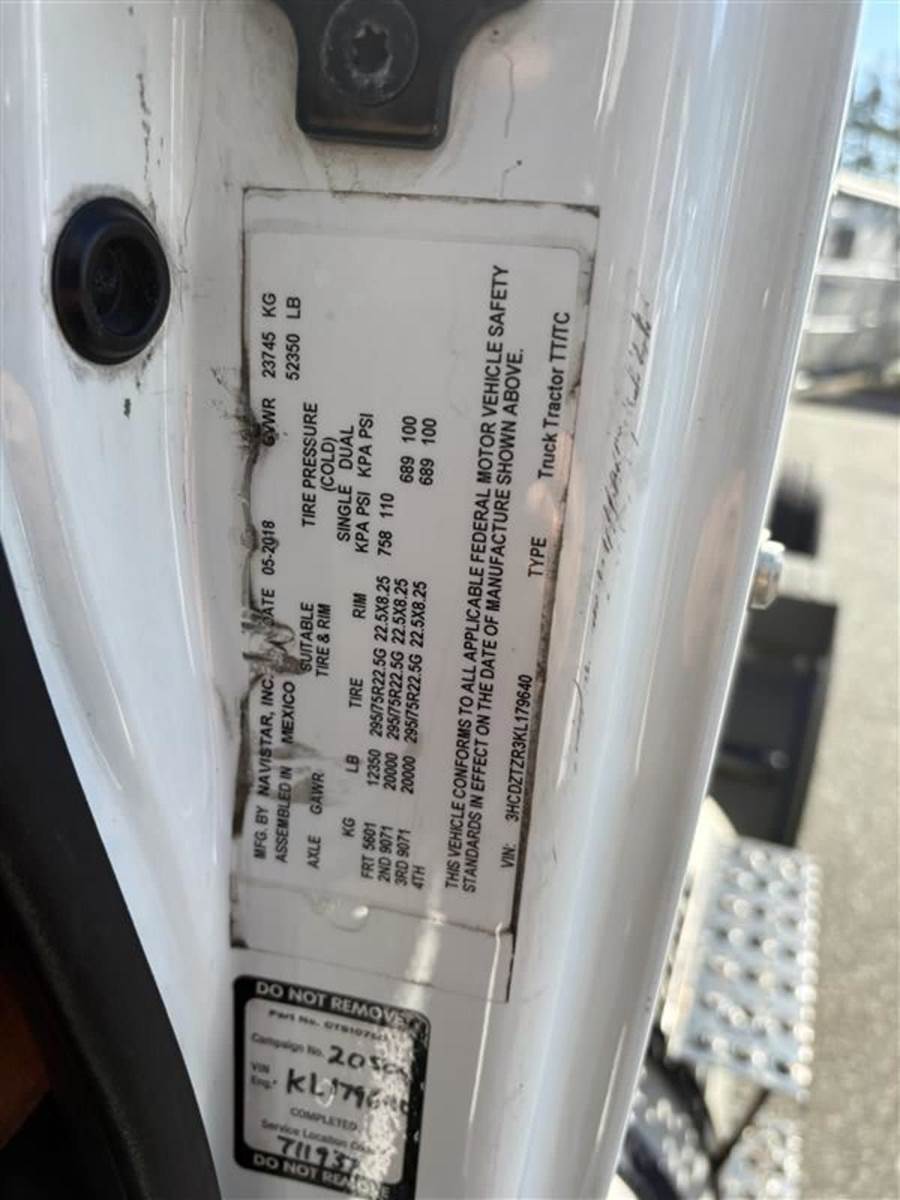 MFG. BY NAVISTAR, INC. DATE 05-2018 GVWR 23745 KG
ASSEMBLED IN MEXICO 52350 LB
SUITABLE
AXLE GAWR TIRE & RIM TIRE PRESSURE
(COLD)
SINGLE DUAL
KG LB TIRE RIM KPA PSI KPA PSI
FRT 5601 12350 295/75R22.5G 22.5X8.25 758 110
2ND 9071 20000 295/75R22.5G 22.5X8.25 689 100
3RD 9071 20000 295/75R22.5G 22.5X8.25 689 100
4TH
THIS VEHICLE CONFORMS TO ALL APPLICABLE FEDERAL MOTOR VEHICLE SAFETY
STANDARDS IN EFFECT ON THE DATE OF MANUFACTURE SHOWN ABOVE.
VIN: 3HCDZTZR3KL179640 TYPE Truck Tractor TT/TC
DO NOT REMOVE
Part No.
Campaign No.
VIN
Eng.
COMPLETED
Service Location
DO NOT REMOVE